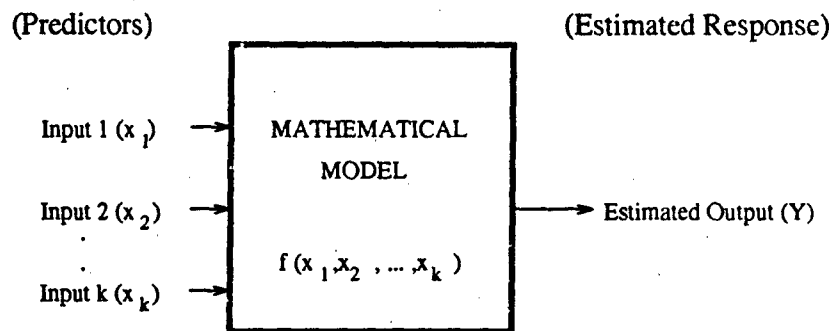 (Predictors) (Estimated Response)
Input 1 (x₁) MATHEMATICAL
MODEL
Input 2 (x₂) Estimated Output (Y)
.
. f (x₁,x₂ , ... ,xₖ )
Input k (xₖ)